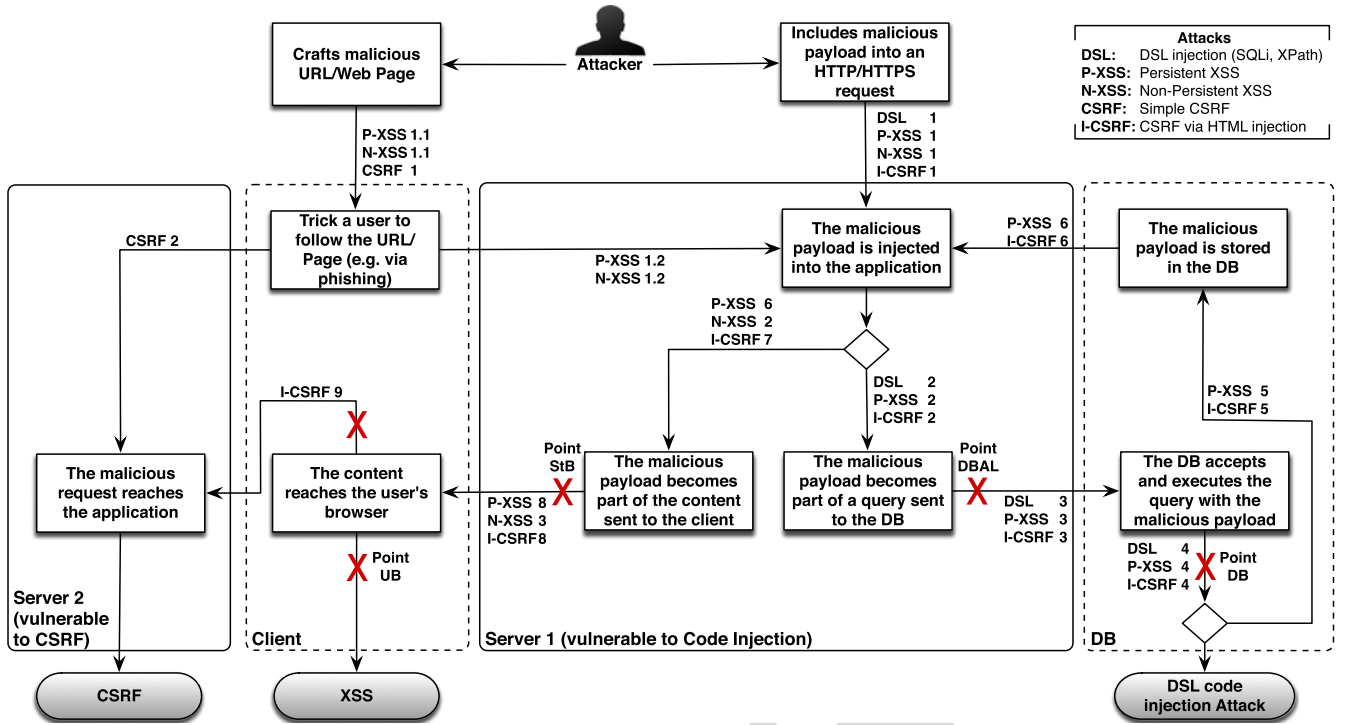 Attacker
Crafts malicious
URL/Web Page
Includes malicious
payload into an
HTTP/HTTPS
request
Attacks
DSL: DSL injection (SQLi, XPath)
P-XSS: Persistent XSS
N-XSS: Non-Persistent XSS
CSRF: Simple CSRF
I-CSRF: CSRF via HTML injection
P-XSS 1.1
N-XSS 1.1
CSRF 1
DSL 1
P-XSS 1
N-XSS 1
I-CSRF 1
Trick a user to
follow the URL/
Page (e.g. via
phishing)
The malicious
payload is injected
into the application
The malicious
payload is stored
in the DB
CSRF 2
P-XSS 1.2
N-XSS 1.2
P-XSS 6
I-CSRF 6
P-XSS 6
N-XSS 2
I-CSRF 7
DSL 2
P-XSS 2
I-CSRF 2
P-XSS 5
I-CSRF 5
I-CSRF 9
The malicious
request reaches
the application
The content
reaches the user's
browser
Point
StB
The malicious
payload becomes
part of the content
sent to the client
The malicious
payload becomes
part of a query sent
to the DB
Point
DBAL
The DB accepts
and executes the
query with the
malicious payload
P-XSS 8
N-XSS 3
I-CSRF 8
DSL 3
P-XSS 3
I-CSRF 3
Point
UB
DSL 4
P-XSS 4
I-CSRF 4
Point
DB
Server 2
(vulnerable
to CSRF)
Client
Server 1 (vulnerable to Code Injection)
DB
CSRF
XSS
DSL code
injection Attack